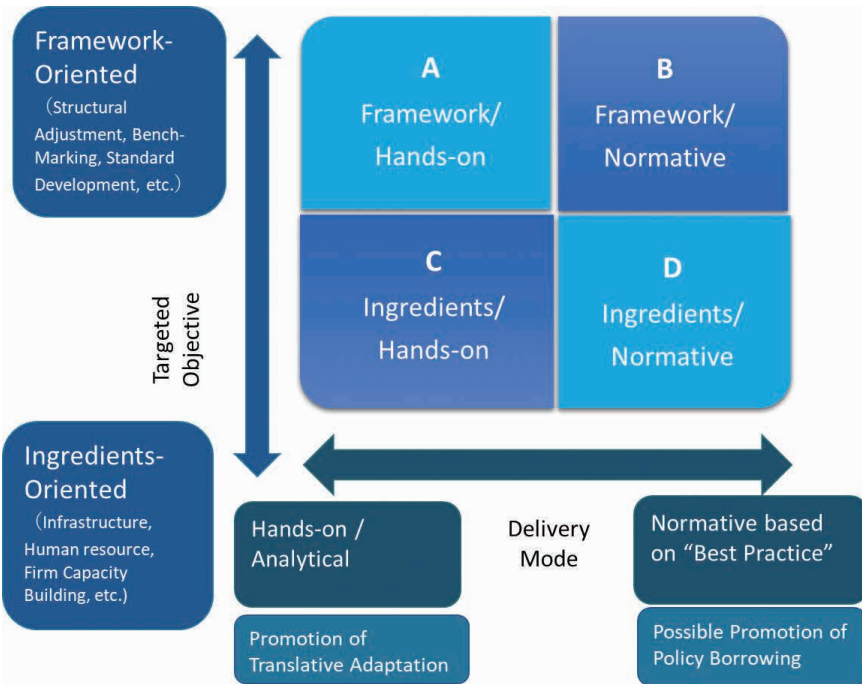 Framework-
Oriented
（Structural
Adjustment, Bench-
Marking, Standard
Development, etc.）
A
Framework/
Hands-on
B
Framework/
Normative
C
Ingredients/
Hands-on
D
Ingredients/
Normative
Targeted
Objective
Ingredients-
Oriented
（Infrastructure,
Human resource,
Firm Capacity
Building, etc.)
Hands-on /
Analytical
Delivery
Mode
Normative based
on “Best Practice”
Promotion of
Translative Adaptation
Possible Promotion of
Policy Borrowing